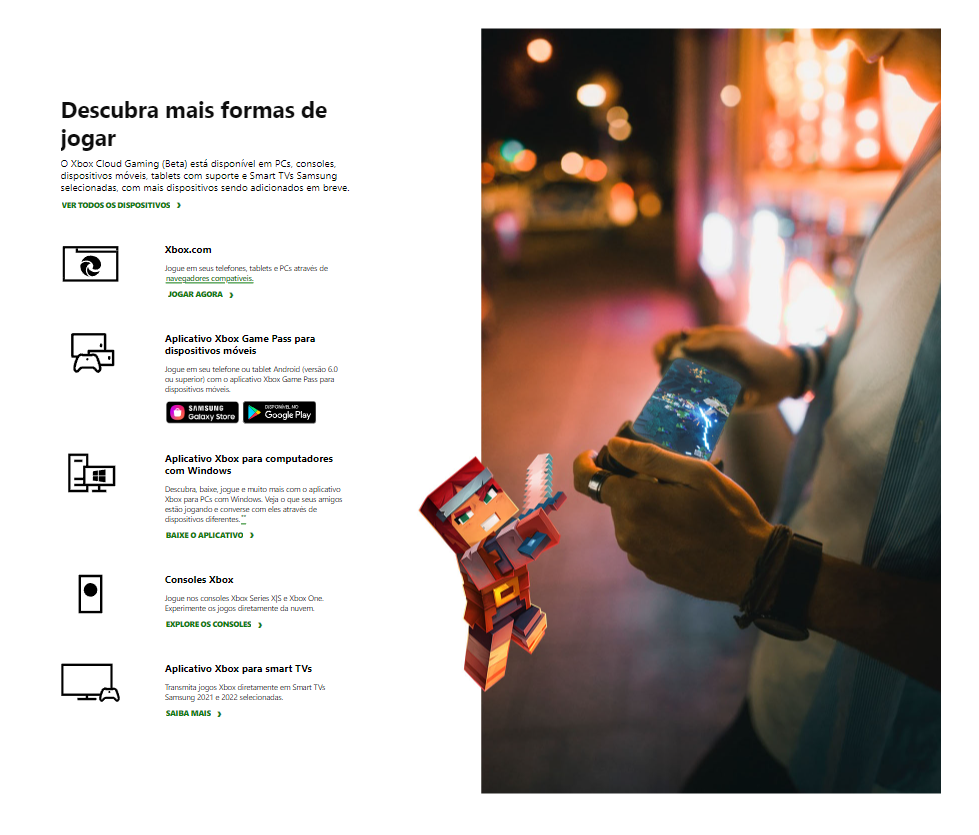 Descubra mais formas de
jogar
O Xbox Cloud Gaming (Beta) está disponível em PCs, consoles,
dispositivos móveis, tablets com suporte e Smart TVs Samsung
selecionadas, com mais dispositivos sendo adicionados em breve.
VER TODOS OS DISPOSITIVOS
Xbox.com
Jogue em seus telefones, tablets e PCs através de
navegadores compatíveis.
JOGAR AGORA
Aplicativo Xbox Game Pass para
dispositivos móveis
Jogue em seu telefone ou tablet Android (versão 6.0
ou superior) com o aplicativo Xbox Game Pass para
dispositivos móveis.
SAMSUNG
Galaxy Store
DISPONÍVEL NO
Google Play
Aplicativo Xbox para computadores
com Windows
Descubra, baixe, jogue e muito mais com o aplicativo
Xbox para PCs com Windows. Veja o que seus amigos
estão jogando e converse com eles através de
dispositivos diferentes.
BAIXE O APLICATIVO
Consoles Xbox
Jogue nos consoles Xbox Series X|S e Xbox One.
Experimente os jogos diretamente da nuvem.
EXPLORE OS CONSOLES
Aplicativo Xbox para smart TVs
Transmita jogos Xbox diretamente em Smart TVs
Samsung 2021 e 2022 selecionadas.
SAIBA MAIS